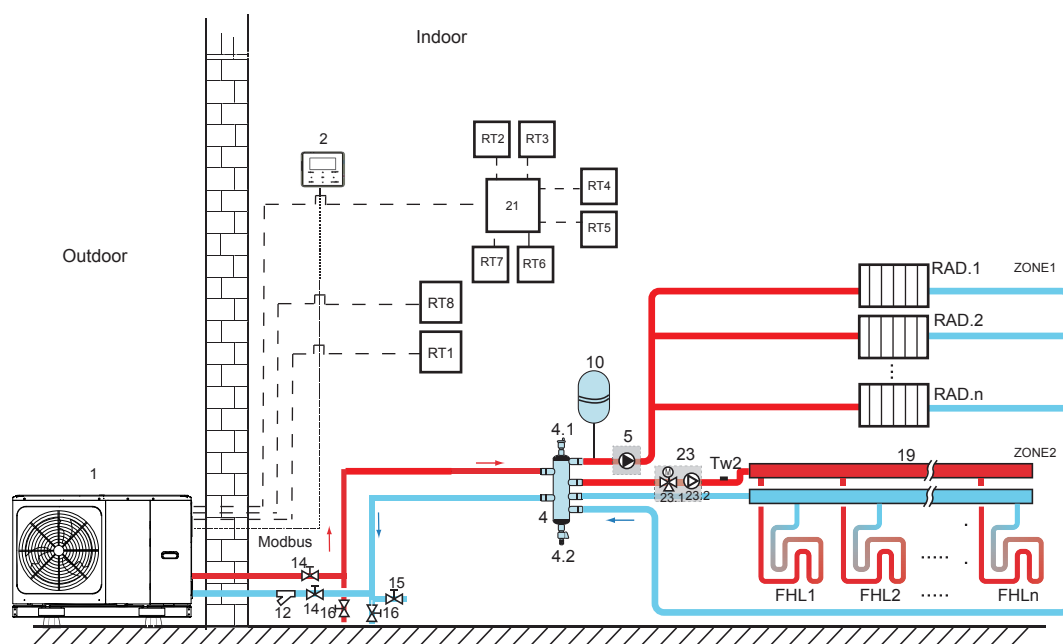 Indoor
2
RT2
RT3
RT4
21
RT5
RT7
RT6
Outdoor
RAD.1
ZONE1
RT8
RAD.2
RT1
10
RAD.n
4.1
5
23
Tw2
19
ZONE2
1
M
23.1
23.2
4
Modbus
4.2
14
15
12
14
16
16
FHL1
FHL2
FHLn